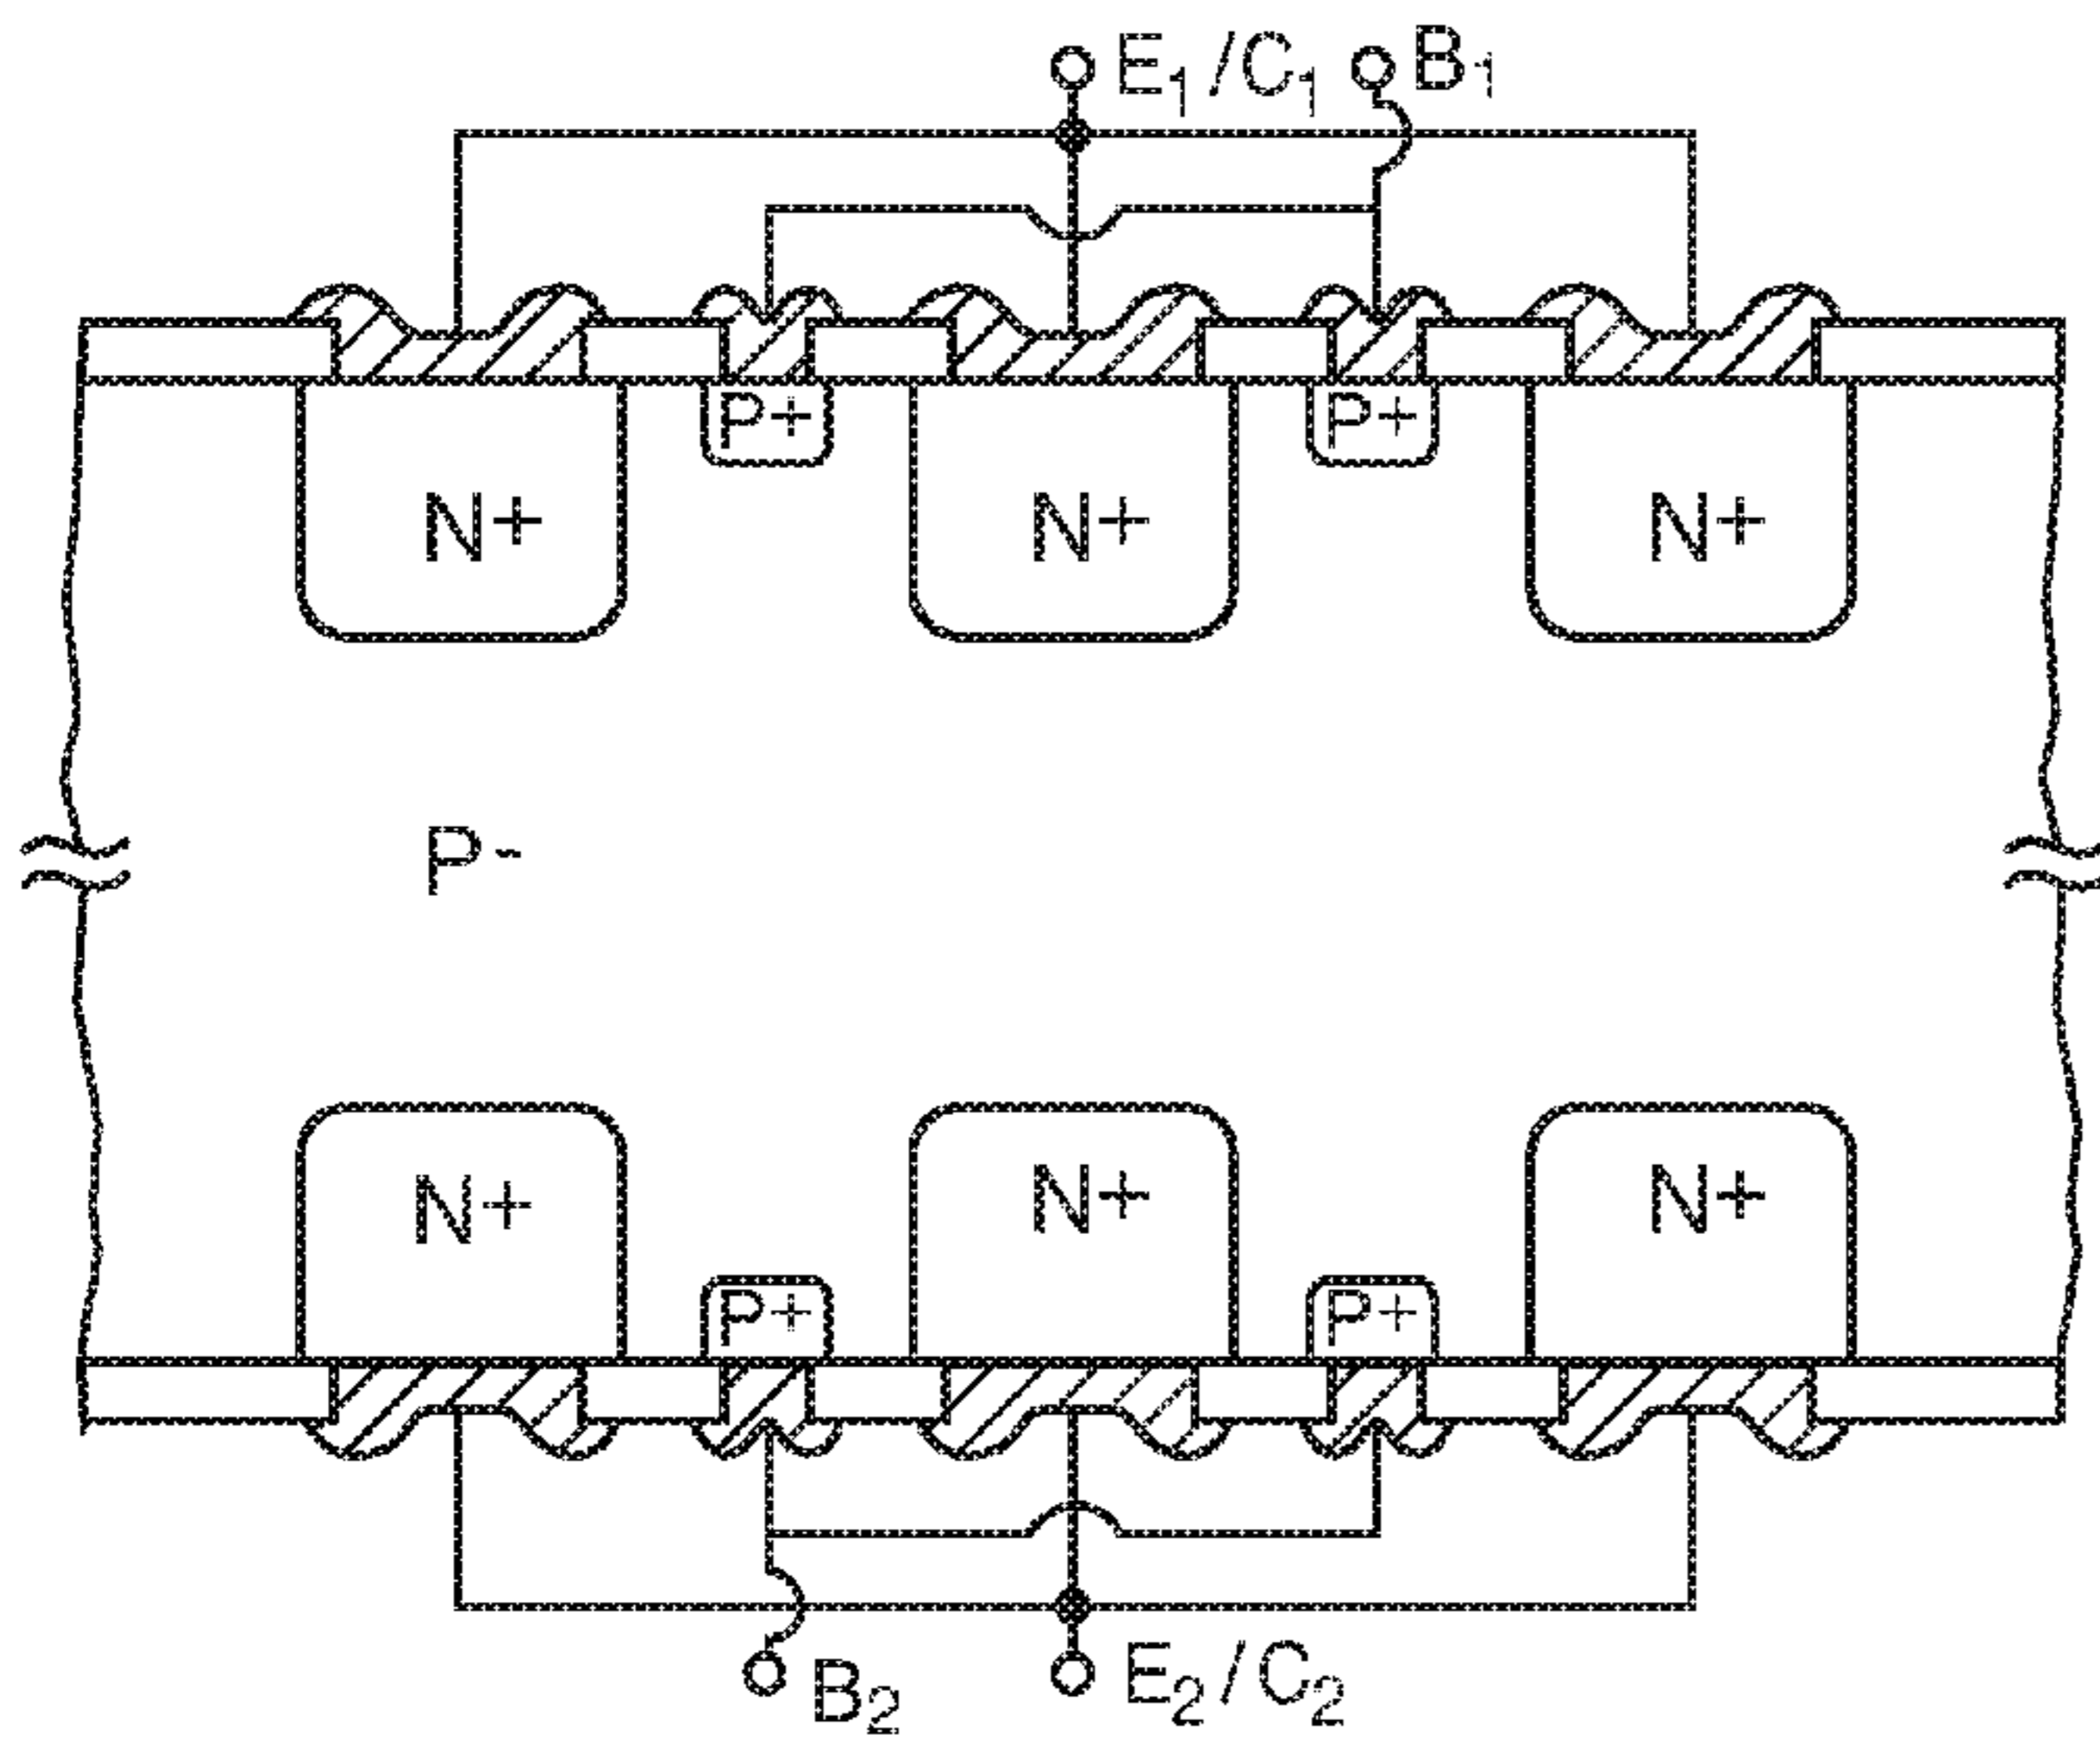 E₁/C₁ B₁
P+ P+
N+ N+ N+
P-
N+ N+ N+
P+ P+
B₂ E₂/C₂